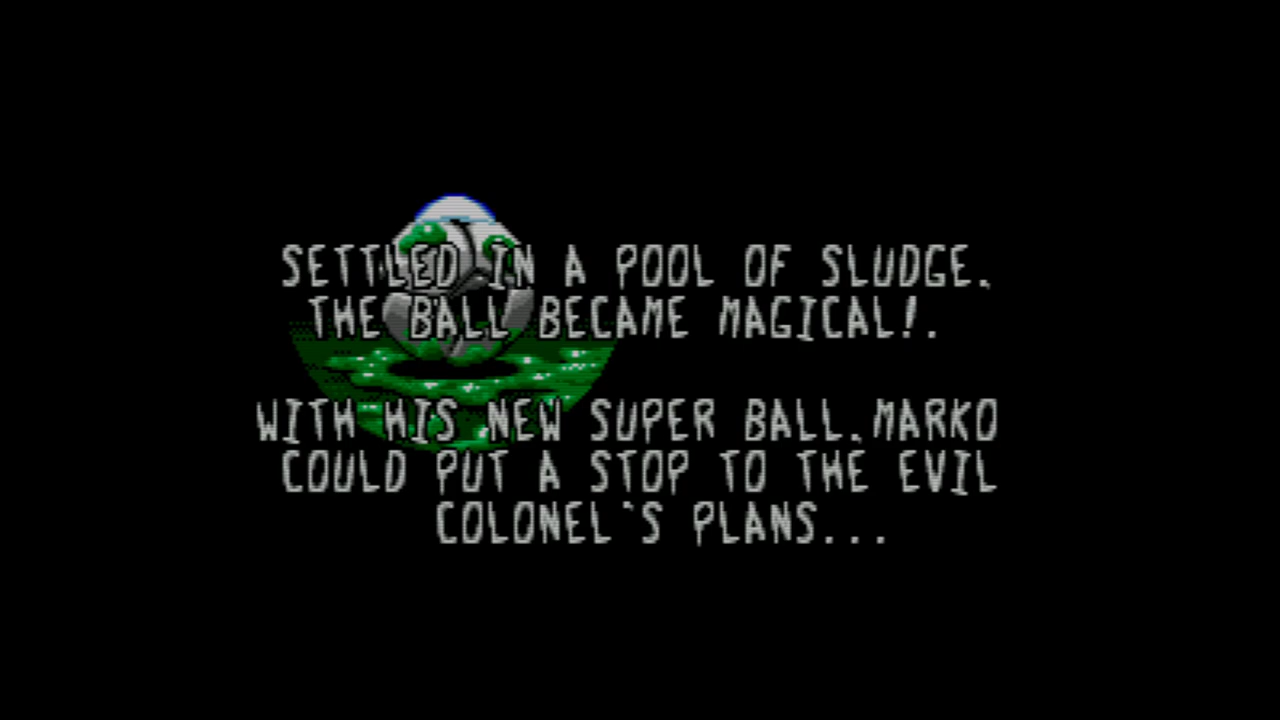 SETTLED IN A POOL OF SLUDGE.
THE BALL BECAME MAGICAL!.
WITH HIS NEW SUPER BALL.MARKO
COULD PUT A STOP TO THE EVIL
COLONEL'S PLANS...